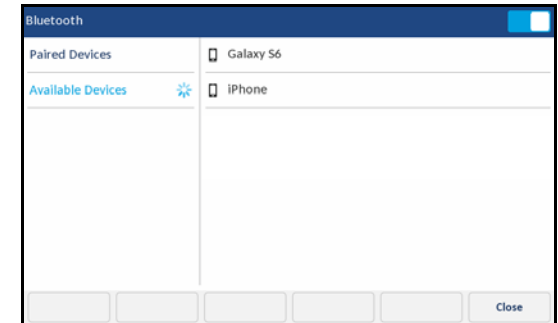 Bluetooth
Paired Devices
Available Devices
Galaxy S6
iPhone
Close